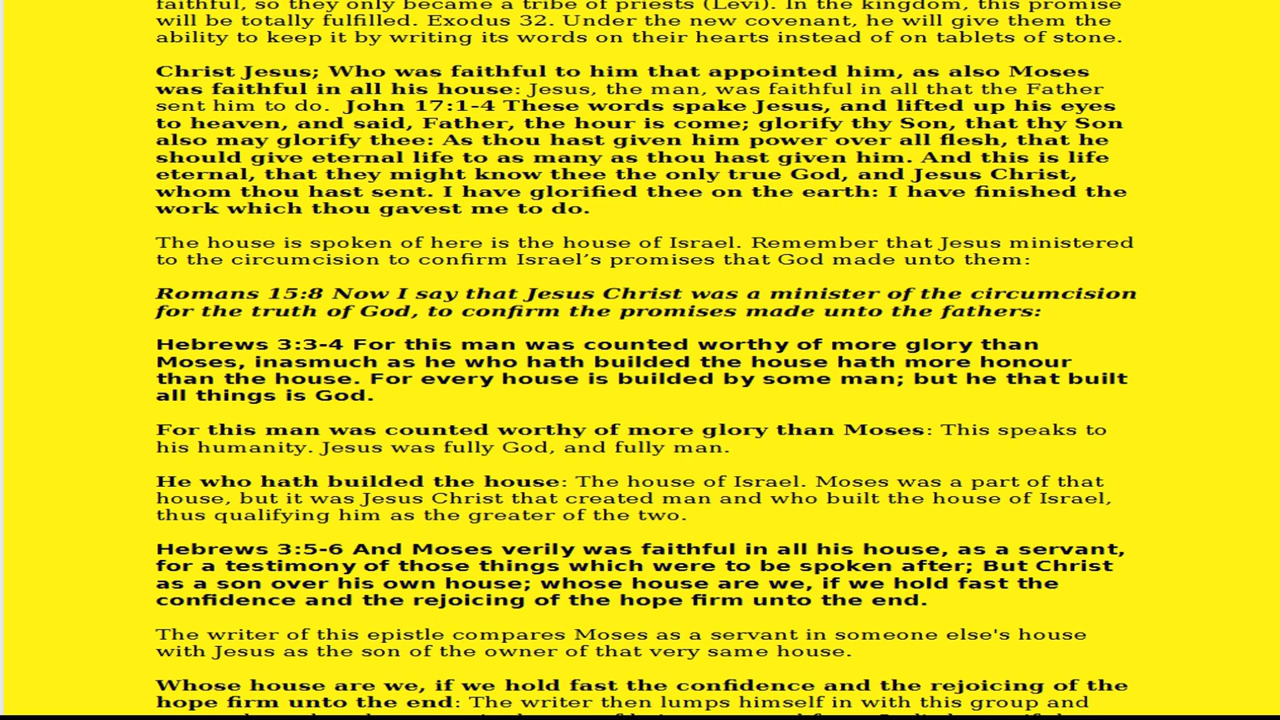 faithful, so they only became a tribe of priests (Levi). In the kingdom, this promise
will be totally fulfilled. Exodus 32. Under the new covenant, he will give them the
ability to keep it by writing its words on their hearts instead of on tablets of stone.
Christ Jesus; Who was faithful to him that appointed him, as also Moses
was faithful in all his house: Jesus, the man, was faithful in all that the Father
sent him to do.  John 17:1-4 These words spake Jesus, and lifted up his eyes
to heaven, and said, Father, the hour is come; glorify thy Son, that thy Son
also may glorify thee: As thou hast given him power over all flesh, that he
should give eternal life to as many as thou hast given him. And this is life
eternal, that they might know thee the only true God, and Jesus Christ,
whom thou hast sent. I have glorified thee on the earth: I have finished the
work which thou gavest me to do.
The house is spoken of here is the house of Israel. Remember that Jesus ministered
to the circumcision to confirm Israel’s promises that God made unto them:
Romans 15:8 Now I say that Jesus Christ was a minister of the circumcision
for the truth of God, to confirm the promises made unto the fathers:
Hebrews 3:3-4 For this man was counted worthy of more glory than
Moses, inasmuch as he who hath builded the house hath more honour
than the house. For every house is builded by some man; but he that built
all things is God.
For this man was counted worthy of more glory than Moses: This speaks to
his humanity. Jesus was fully God, and fully man.
He who hath builded the house: The house of Israel. Moses was a part of that
house, but it was Jesus Christ that created man and who built the house of Israel,
thus qualifying him as the greater of the two.
Hebrews 3:5-6 And Moses verily was faithful in all his house, as a servant,
for a testimony of those things which were to be spoken after; But Christ
as a son over his own house; whose house are we, if we hold fast the
confidence and the rejoicing of the hope firm unto the end.
The writer of this epistle compares Moses as a servant in someone else's house
with Jesus as the son of the owner of that very same house.
Whose house are we, if we hold fast the confidence and the rejoicing of the
hope firm unto the end: The writer then lumps himself in with this group and